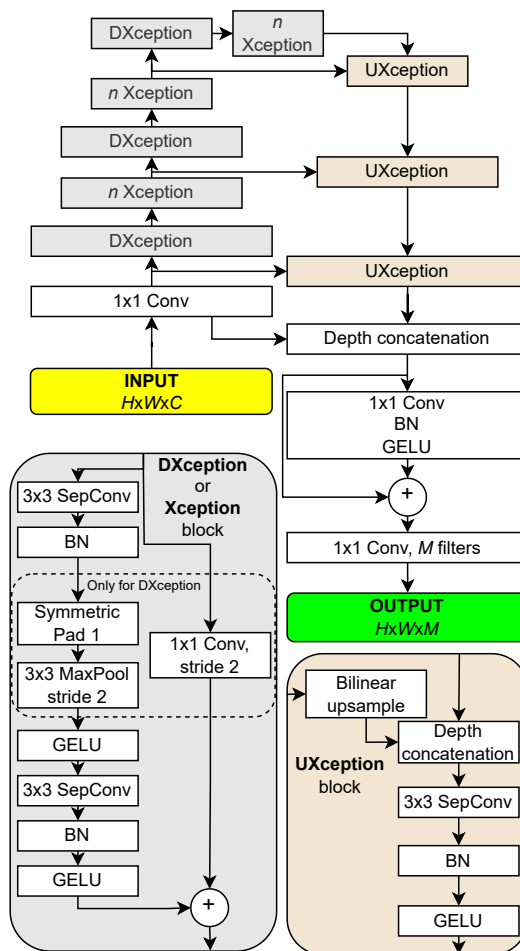 DXception
n
Xception
UXception
n Xception
DXception
UXception
n Xception
DXception
UXception
1x1 Conv
Depth concatenation
INPUT
HxWxC
1x1 Conv
BN
GELU
+
1x1 Conv, M filters
OUTPUT
HxWxM
DXception
or
Xception
block
3x3 SepConv
BN
Only for DXception
Symmetric
Pad 1
1x1 Conv,
stride 2
3x3 MaxPool
stride 2
GELU
3x3 SepConv
BN
GELU
+
Bilinear
upsample
Depth
concatenation
UXception
block
3x3 SepConv
BN
GELU